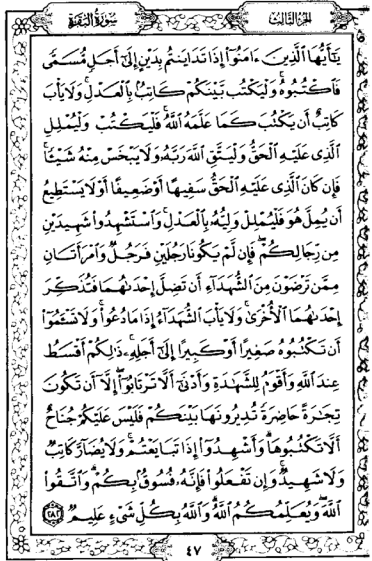 الجزء الثالث
سورة البقرة
يَٰٓأَيُّهَا ٱلَّذِينَ ءَامَنُوٓا۟ إِذَا تَدَايَنتُم بِدَيْنٍ إِلَىٰٓ أَجَلٍ مُّسَمًّى
فَٱكْتُبُوهُ ۚ وَلْيَكْتُب بَّيْنَكُمْ كَاتِبٌۢ بِٱلْعَدْلِ ۚ وَلَا يَأْبَ
كَاتِبٌ أَن يَكْتُبَ كَمَا عَلَّمَهُ ٱللَّهُ ۚ فَلْيَكْتُبْ وَلْيُمْلِلِ
ٱلَّذِى عَلَيْهِ ٱلْحَقُّ وَلْيَتَّقِ ٱللَّهَ رَبَّهُۥ وَلَا يَبْخَسْ مِنْهُ شَيْـًٔا ۚ
فَإِن كَانَ ٱلَّذِى عَلَيْهِ ٱلْحَقُّ سَفِيهًا أَوْ ضَعِيفًا أَوْ لَا يَسْتَطِيعُ
أَن يُمِلَّ هُوَ فَلْيُمْلِلْ وَلِيُّهُۥ بِٱلْعَدْلِ ۚ وَٱسْتَشْهِدُوا۟ شَهِيدَيْنِ
مِن رِّجَالِكُمْ ۖ فَإِن لَّمْ يَكُونَا رَجُلَيْنِ فَرَجُلٌ وَٱمْرَأَتَانِ
مِمَّن تَرْضَوْنَ مِنَ ٱلشُّهَدَآءِ أَن تَضِلَّ إِحْدَىٰهُمَا فَتُذَكِّرَ
إِحْدَىٰهُمَا ٱلْأُخْرَىٰ ۚ وَلَا يَأْبَ ٱلشُّهَدَآءُ إِذَا مَا دُعُوا۟ ۚ وَلَا تَسْـَٔمُوٓا۟
أَن تَكْتُبُوهُ صَغِيرًا أَوْ كَبِيرًا إِلَىٰٓ أَجَلِهِۦ ۚ ذَٰلِكُمْ أَقْسَطُ
عِندَ ٱللَّهِ وَأَقْوَمُ لِلشَّهَٰدَةِ وَأَدْنَىٰٓ أَلَّا تَرْتَابُوٓا۟ ۖ إِلَّآ أَن تَكُونَ
تِجَٰرَةً حَاضِرَةً تُدِيرُونَهَا بَيْنَكُمْ فَلَيْسَ عَلَيْكُمْ جُنَاحٌ
أَلَّا تَكْتُبُوهَا ۗ وَأَشْهِدُوٓا۟ إِذَا تَبَايَعْتُمْ ۚ وَلَا يُضَآرَّ كَاتِبٌ
وَلَا شَهِيدٌ ۚ وَإِن تَفْعَلُوا۟ فَإِنَّهُۥ فُسُوقٌۢ بِكُمْ ۗ وَٱتَّقُوا۟
ٱللَّهَ ۖ وَيُعَلِّمُكُمُ ٱللَّهُ ۗ وَٱللَّهُ بِكُلِّ شَىْءٍ عَلِيمٌ ٢٨٢
٤٧